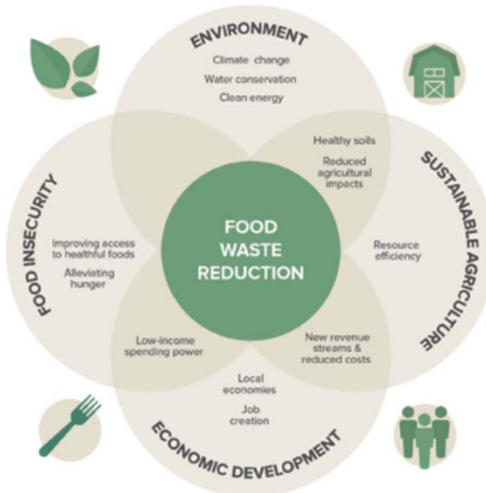 ENVIRONMENT
Climate change
Water conservation
Clean energy
Healthy soils
Reduced
agricultural
impacts
SUSTAINABLE AGRICULTURE
Resource
efficiency
FOOD INSECURITY
Improving access
to healthful foods
Alleviating
hunger
FOOD
WASTE
REDUCTION
Low-income
spending power
New revenue
streams &
reduced costs
Local
economies
Job
creation
ECONOMIC DEVELOPMENT